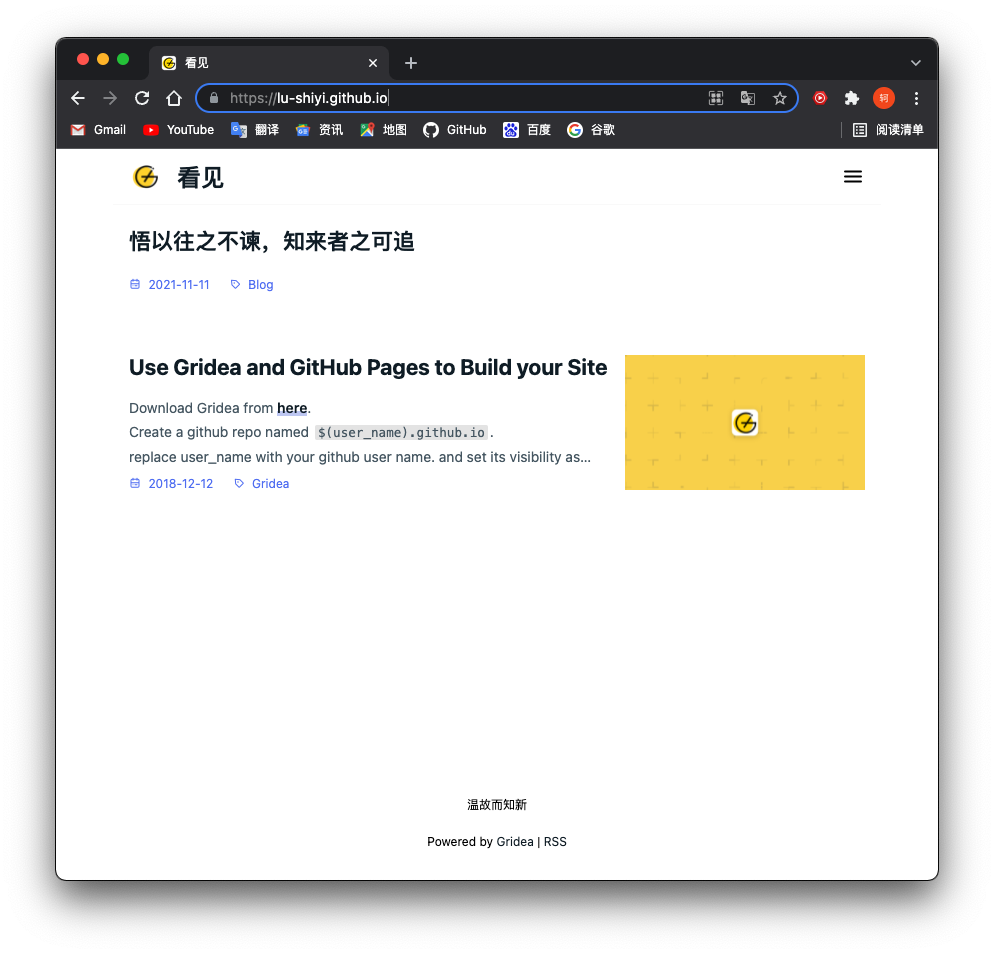 看见
https://lu-shiyi.github.io
轲
Gmail YouTube 翻译 资讯 地图 GitHub 百度 谷歌 阅读清单
看见
悟以往之不谏，知来者之可追
2021-11-11 Blog
Use Gridea and GitHub Pages to Build your Site
Download Gridea from here.
Create a github repo named $(user_name).github.io .
replace user_name with your github user name. and set its visibility as...
2018-12-12 Gridea
温故而知新
Powered by Gridea | RSS